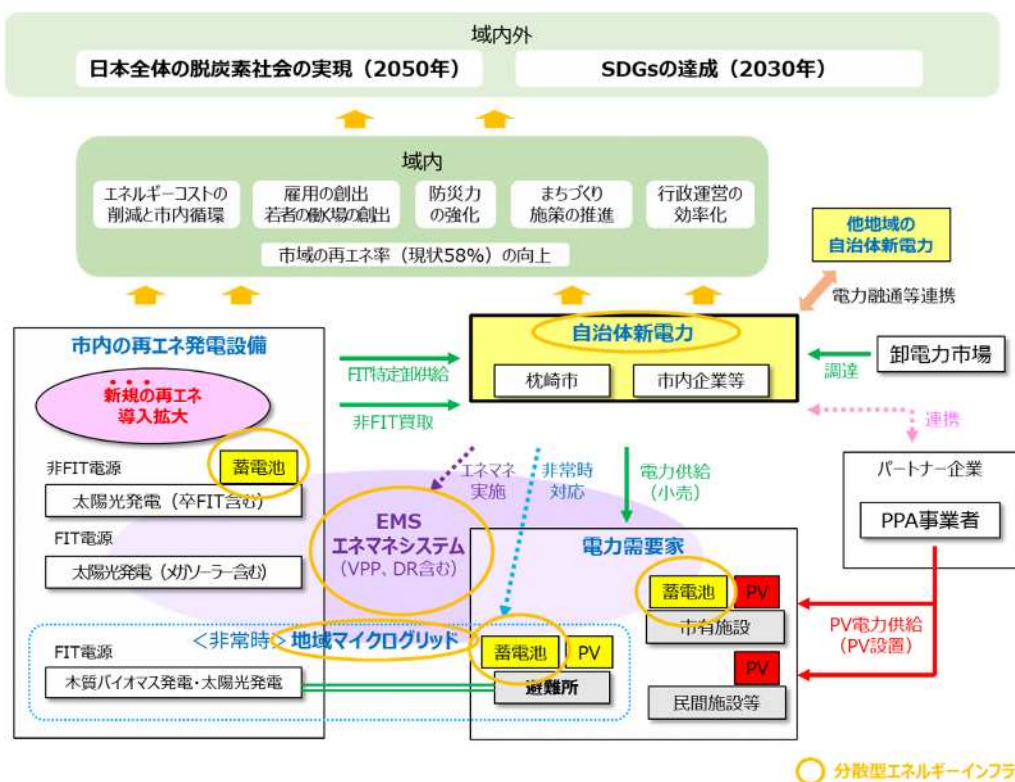 域内外
日本全体の脱炭素社会の実現（2050年）
SDGsの達成（2030年）
域内
エネルギーコストの
削減と市内循環
雇用の創出
若者の働く場の創出
防災力
の強化
まちづくり
施策の推進
行政運営の
効率化
市域の再エネ率（現状58%）の向上
他地域の
自治体新電力
電力融通等連携
市内の再エネ発電設備
新規の再エネ
導入拡大
非FIT電源
蓄電池
太陽光発電（卒FIT含む）
FIT電源
太陽光発電（メガソーラー含む）
FIT特定卸供給
非FIT買取
自治体新電力
枕崎市
市内企業等
調達
卸電力市場
連携
パートナー企業
PPA事業者
エネマネ
実施
非常時
対応
電力供給
（小売）
EMS
エネマネシステム
（VPP、DR含む）
電力需要家
蓄電池
PV
市有施設
PV
民間施設等
PV電力供給
（PV設置）
＜非常時＞地域マイクログリッド
FIT電源
木質バイオマス発電・太陽光発電
蓄電池
PV
避難所
分散型エネルギーインフラ